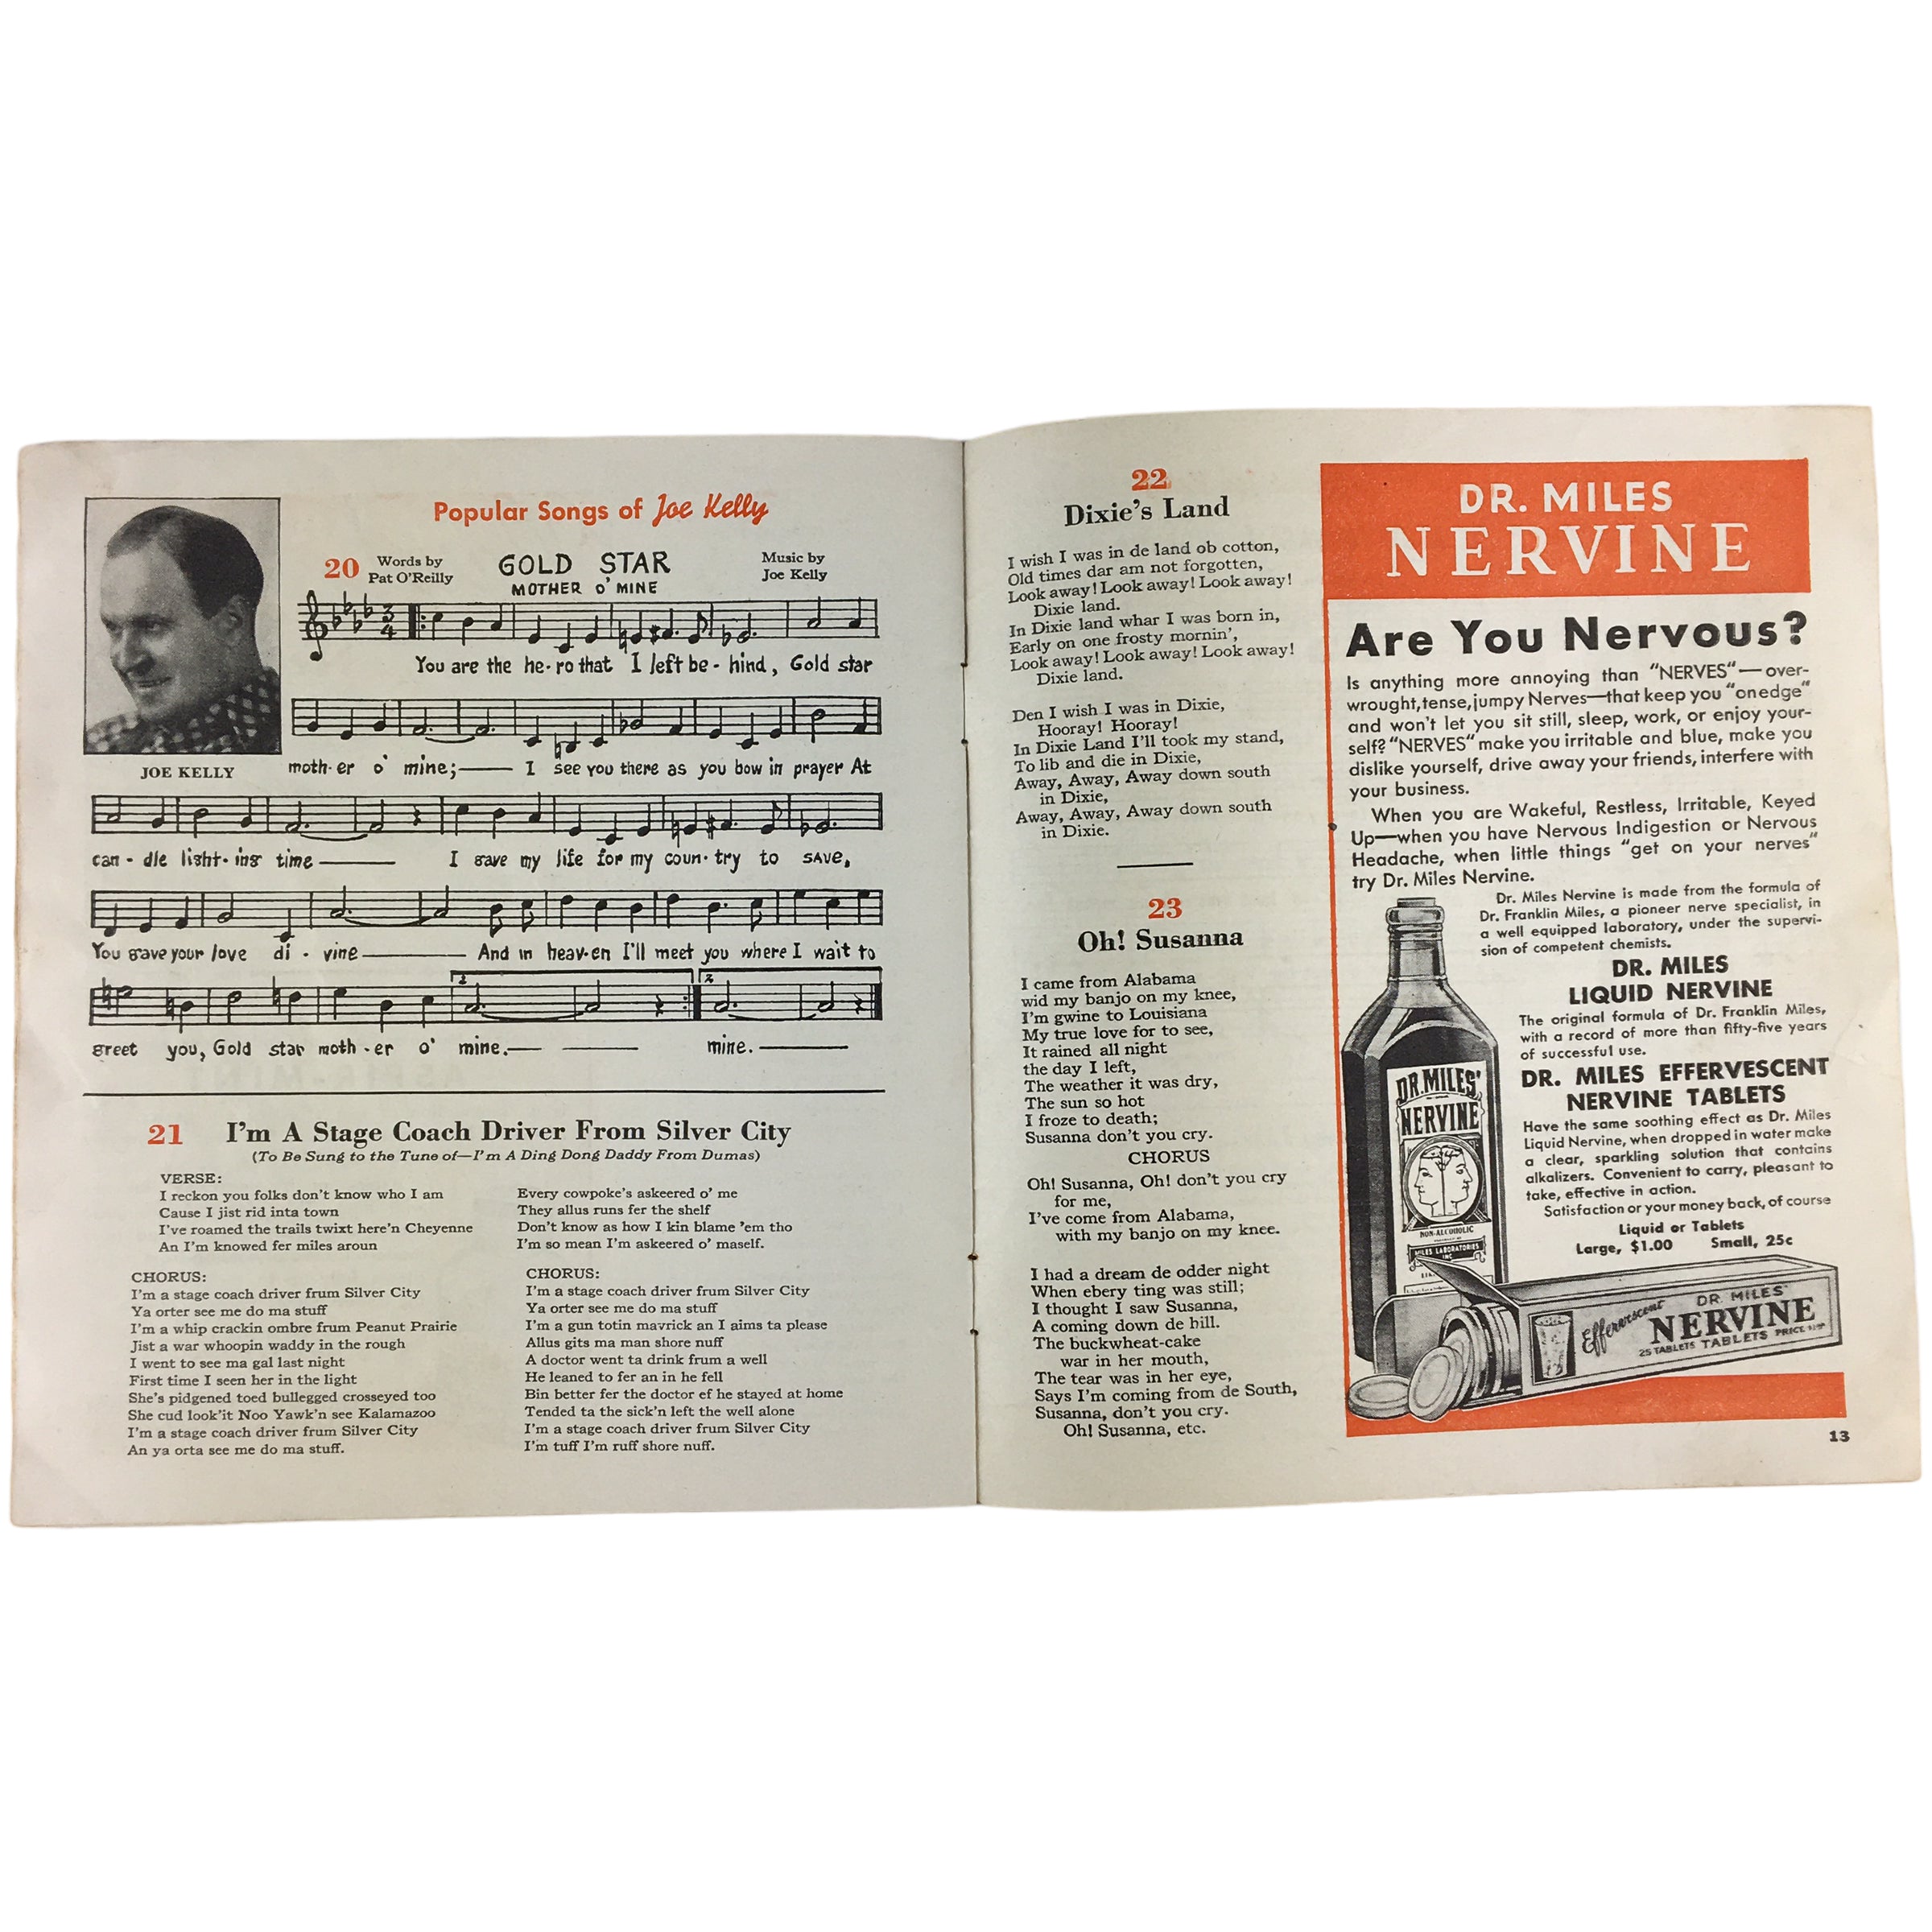 Popular Songs of Joe Kelly
20
Words by
Pat O'Reilly
GOLD STAR
MOTHER O' MINE
Music by
Joe Kelly
3
4
You are the he-ro that I left be-hind, Gold star
JOE KELLY
moth-er o' mine;— I see you there as you bow in prayer At
can-dle light-ing time — I gave my life for my coun-try to save,
You gave your love di-vine — And in heav-en I'll meet you where I wait to
1
2
greet you, Gold star moth-er o' mine.— — mine.—
21 I'm A Stage Coach Driver From Silver City
(To Be Sung to the Tune of—I'm A Ding Dong Daddy From Dumas)
VERSE:
I reckon you folks don't know who I am
Cause I jist rid inta town
I've roamed the trails twixt here'n Cheyenne
An I'm knowed fer miles aroun
CHORUS:
I'm a stage coach driver frum Silver City
Ya orter see me do ma stuff
I'm a whip crackin ombre frum Peanut Prairie
Jist a war whoopin waddy in the rough
I went to see ma gal last night
First time I seen her in the light
She's pidgened toed bullegged crosseyed too
She cud look'it Noo Yawk'n see Kalamazoo
I'm a stage coach driver frum Silver City
An ya orta see me do ma stuff.
Every cowpoke's askeered o' me
They allus runs fer the shelf
Don't know as how I kin blame 'em tho
I'm so mean I'm askeered o' maself.
CHORUS:
I'm a stage coach driver frum Silver City
Ya orter see me do ma stuff
I'm a gun totin mavrick an I aims ta please
Allus gits ma man shore nuff
A doctor went ta drink frum a well
He leaned to fer an in he fell
Bin better fer the doctor ef he stayed at home
Tended ta the sick'n left the well alone
I'm a stage coach driver frum Silver City
I'm tuff I'm ruff shore nuff.
22
Dixie's Land
I wish I was in de land ob cotton,
Old times dar am not forgotten,
Look away! Look away! Look away!
Dixie land.
In Dixie land whar I was born in,
Early on one frosty mornin',
Look away! Look away! Look away!
Dixie land.
Den I wish I was in Dixie,
Hooray! Hooray!
In Dixie Land I'll took my stand,
To lib and die in Dixie,
Away, Away, Away down south
in Dixie,
Away, Away, Away down south
in Dixie.
23
Oh! Susanna
I came from Alabama
wid my banjo on my knee,
I'm gwine to Louisiana
My true love for to see,
It rained all night
the day I left,
The weather it was dry,
The sun so hot
I froze to death;
Susanna don't you cry.
CHORUS
Oh! Susanna, Oh! don't you cry
for me,
I've come from Alabama,
with my banjo on my knee.
I had a dream de odder night
When ebery ting was still;
I thought I saw Susanna,
A coming down de hill.
The buckwheat-cake
war in her mouth,
The tear was in her eye,
Says I'm coming from de South,
Susanna, don't you cry.
Oh! Susanna, etc.
DR. MILES
NERVINE
Are You Nervous?
Is anything more annoying than "NERVES"—over-
wrought, tense, jumpy Nerves—that keep you "on edge"
and won't let you sit still, sleep, work, or enjoy your-
self? "NERVES" make you irritable and blue, make you
dislike yourself, drive away your friends, interfere with
your business.
When you are Wakeful, Restless, Irritable, Keyed
Up—when you have Nervous Indigestion or Nervous
Headache, when little things "get on your nerves"
try Dr. Miles Nervine.
Dr. Miles Nervine is made from the formula of
Dr. Franklin Miles, a pioneer nerve specialist, in
a well equipped laboratory, under the supervi-
sion of competent chemists.
DR. MILES
LIQUID NERVINE
The original formula of Dr. Franklin Miles,
with a record of more than fifty-five years
of successful use.
DR. MILES EFFERVESCENT
NERVINE TABLETS
Have the same soothing effect as Dr. Miles
Liquid Nervine, when dropped in water make
a clear, sparkling solution that contains
alkalizers. Convenient to carry, pleasant to
take, effective in action.
Satisfaction or your money back, of course
Liquid or Tablets
Large, $1.00 Small, 25c
DR. MILES'
NERVINE
NON-ALCOHOLIC
MILES LABORATORIES
INC
Effervescent
DR. MILES'
NERVINE
25 TABLETS TABLETS PRICE
13